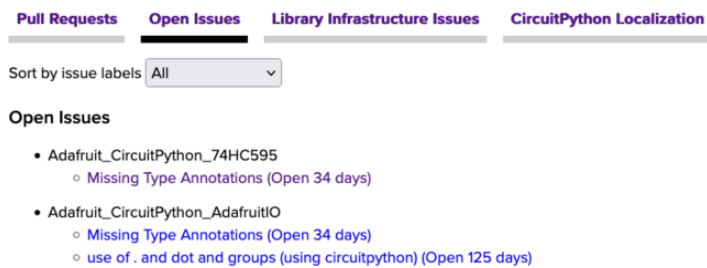 Pull Requests Open Issues Library Infrastructure Issues CircuitPython Localization
Sort by issue labels All
Open Issues
Adafruit_CircuitPython_74HC595
Missing Type Annotations (Open 34 days)
Adafruit_CircuitPython_AdafruitIO
Missing Type Annotations (Open 34 days)
use of . and dot and groups (using circuitpython) (Open 125 days)